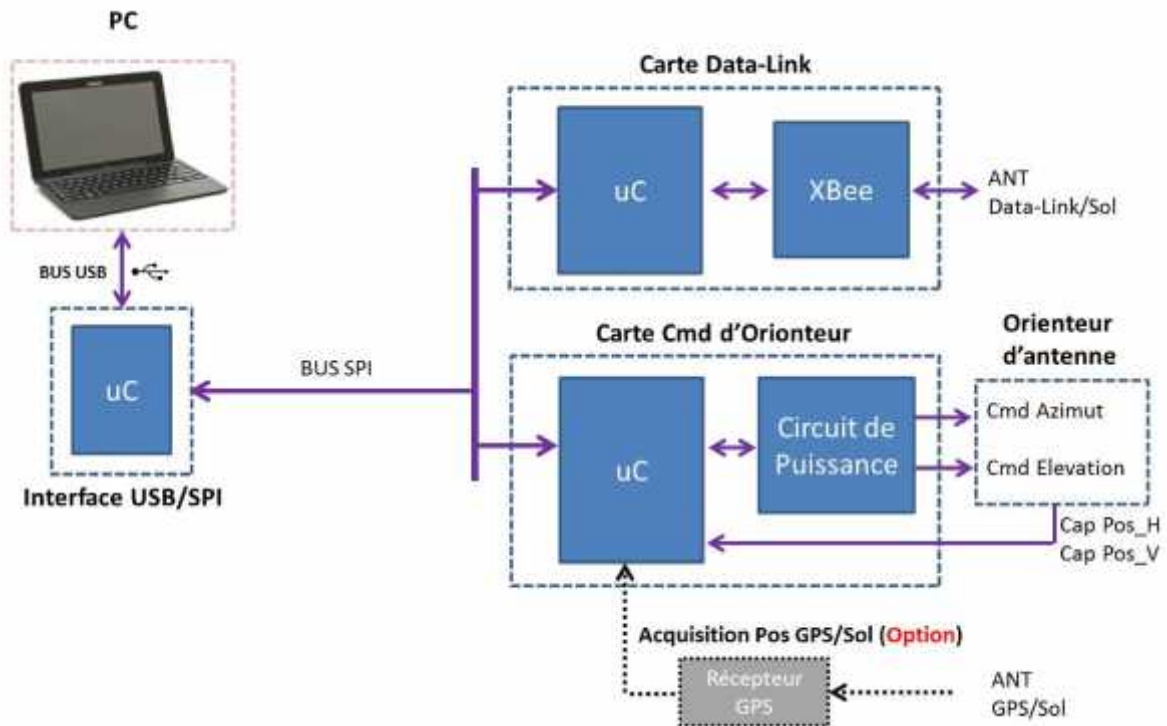 PC
BUS USB
uC
Interface USB/SPI
BUS SPI
Carte Data-Link
uC
XBee
ANT
Data-Link/Sol
Carte Cmd d'Orionteur
uC
Circuit de
Puissance
Orienteur
d'antenne
Cmd Azimut
Cmd Elevation
Cap Pos_H
Cap Pos_V
Acquisition Pos GPS/Sol (Option)
Récepteur
GPS
ANT
GPS/Sol